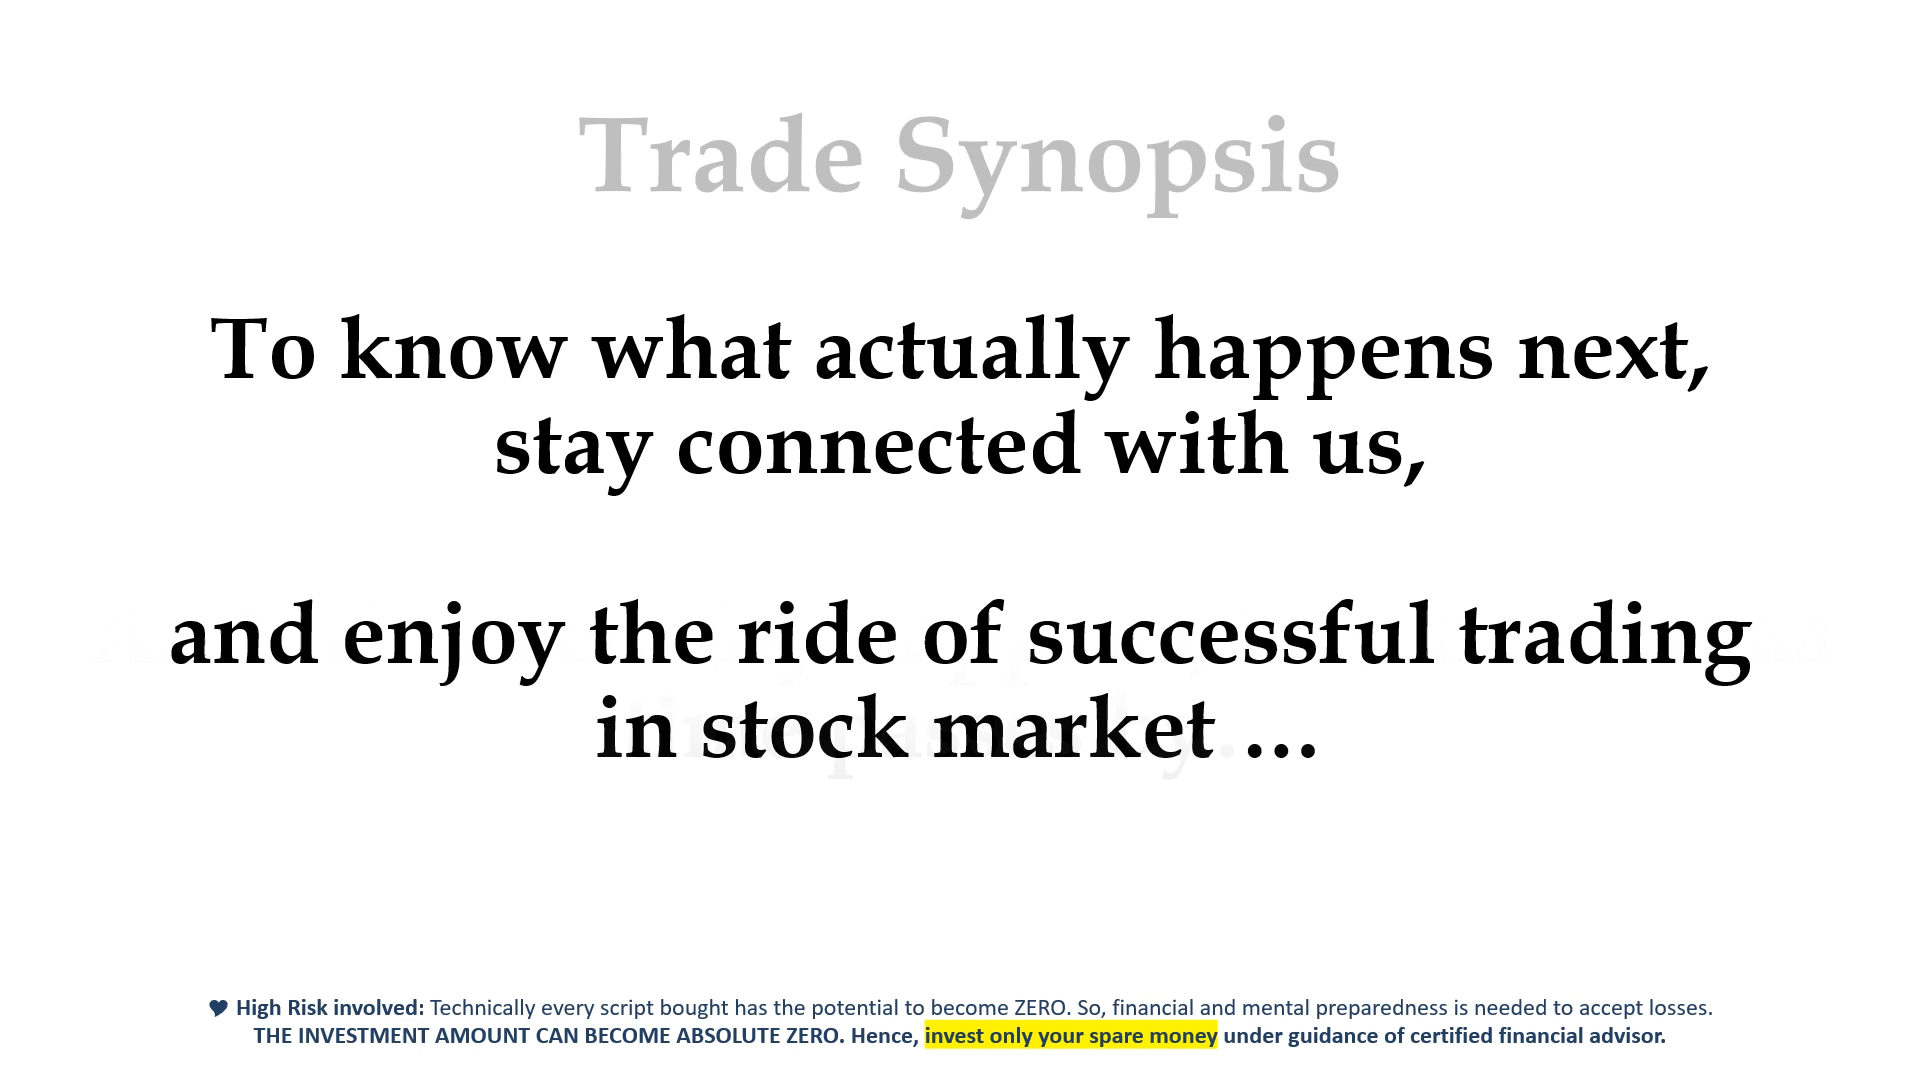 Trade Synopsis
To know what actually happens next,
stay connected with us,
and enjoy the ride of successful trading
in stock market …
♥ High Risk involved: Technically every script bought has the potential to become ZERO. So, financial and mental preparedness is needed to accept losses.
THE INVESTMENT AMOUNT CAN BECOME ABSOLUTE ZERO. Hence, invest only your spare money under guidance of certified financial advisor.